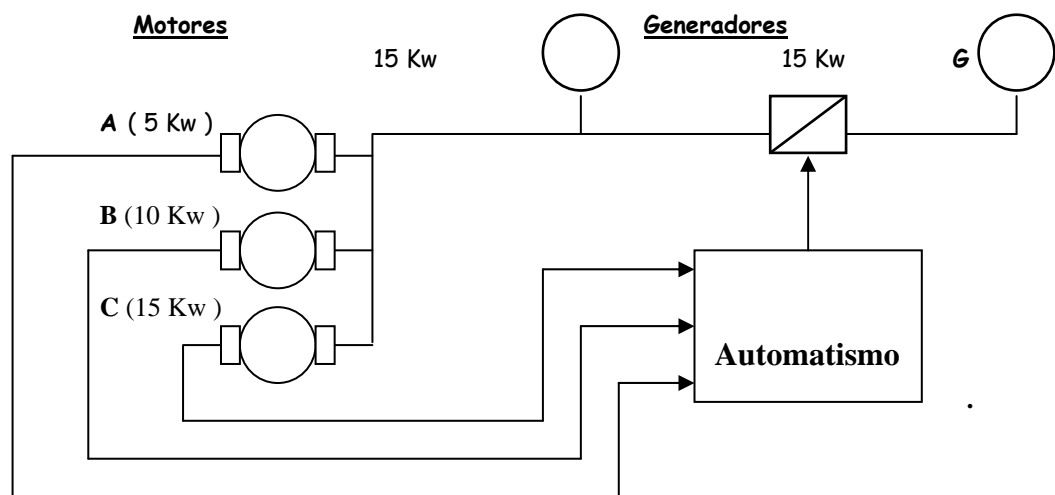 Motores
Generadores
15 Kw
15 Kw
G
A ( 5 Kw )
B (10 Kw )
C (15 Kw )
Automatismo
.